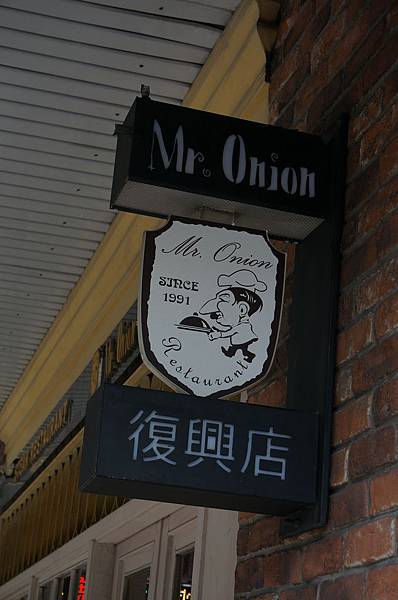 Mr. Onion
Mr. Onion
SINCE
1991
Restaurant
復興店